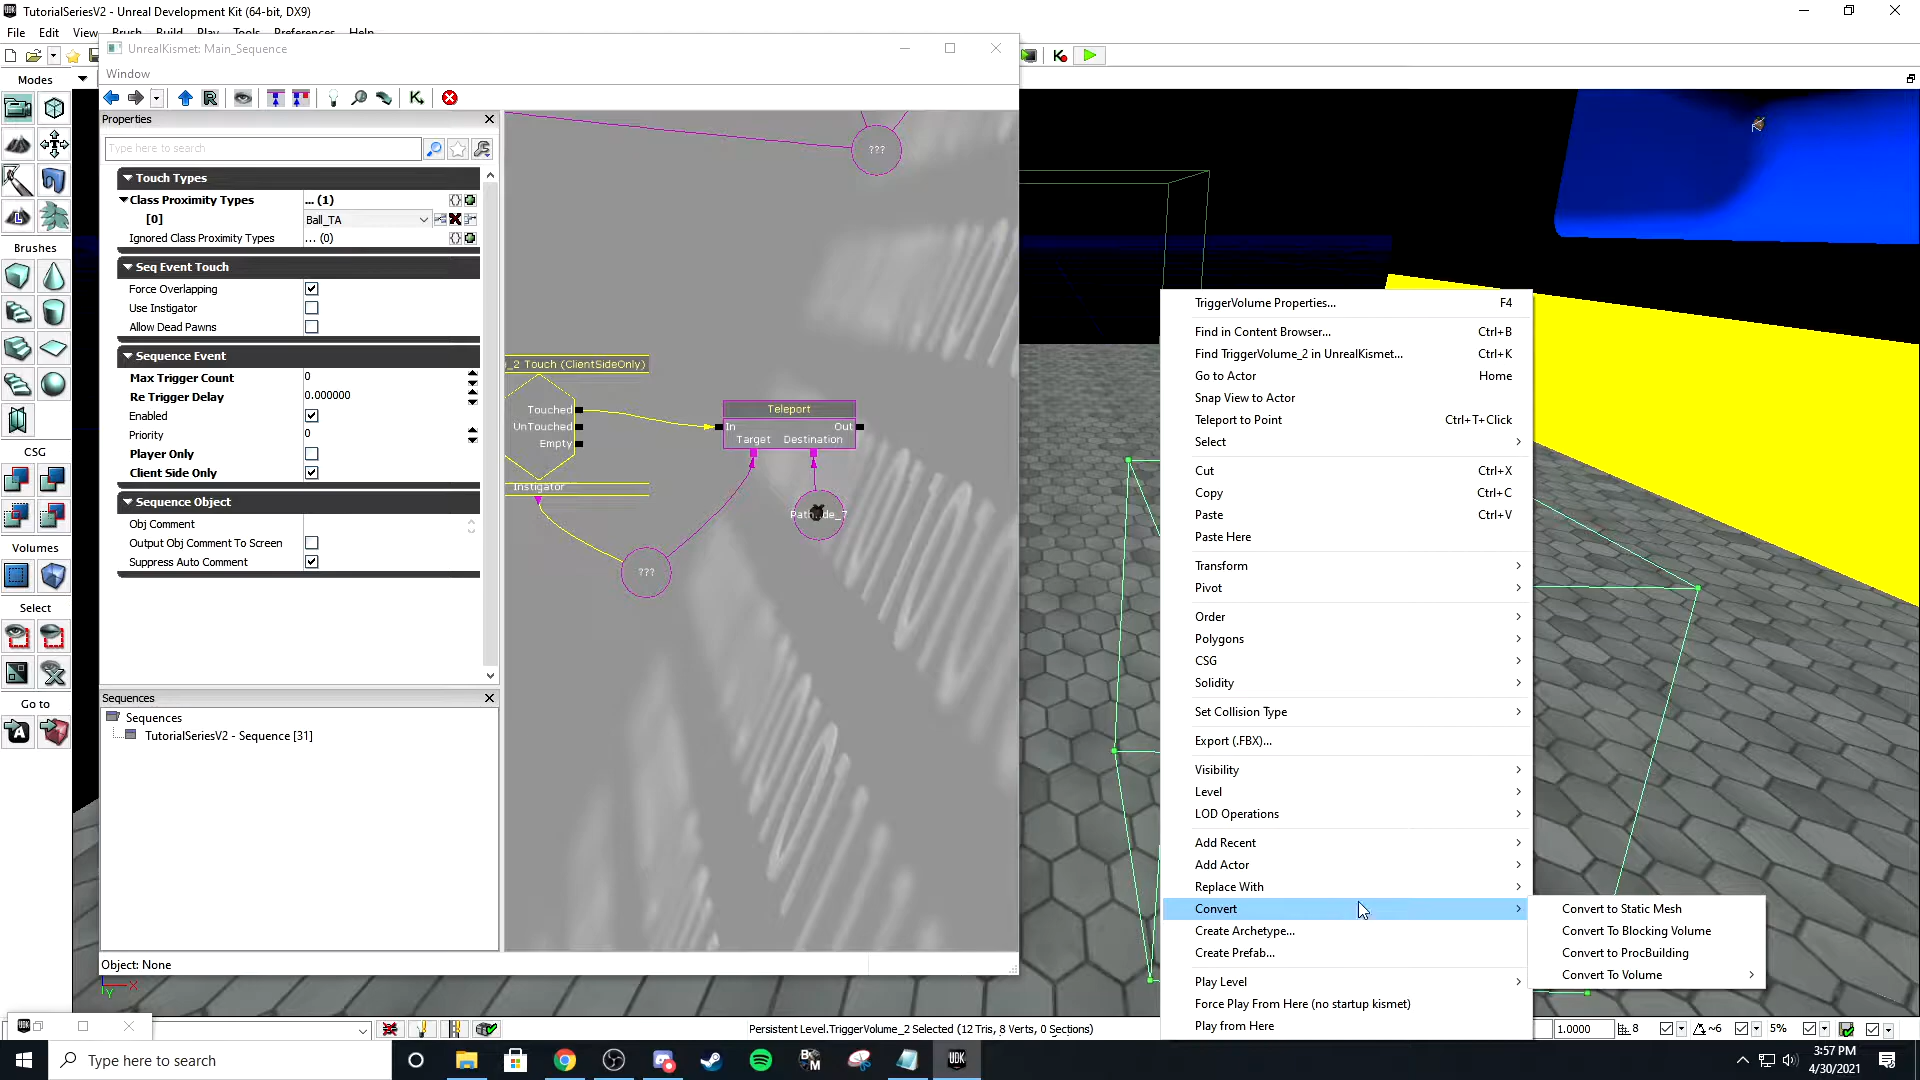 TutorialSeriesV2 - Unreal Development Kit (64-bit, DX9)
File Edit View Brush Build Play Tools Preferences Help
UnrealKismet: Main_Sequence
Window
Modes
Brushes
CSG
Volumes
Select
Go to
Properties
Type here to search
Touch Types
Class Proximity Types ... (1)
[0] Ball_TA
Ignored Class Proximity Types ... (0)
Seq Event Touch
Force Overlapping
Use Instigator
Allow Dead Pawns
Sequence Event
Max Trigger Count 0
Re Trigger Delay 0.000000
Enabled
Priority 0
Player Only
Client Side Only
Sequence Object
Obj Comment
Output Obj Comment To Screen
Suppress Auto Comment
Sequences
Sequences
TutorialSeriesV2 - Sequence [31]
Object: None
???
_2 Touch (ClientSideOnly)
Touched
UnTouched
Empty
Instigator
Teleport
In Out
Target Destination
???
TriggerVolume Properties... F4
Find in Content Browser... Ctrl+B
Find TriggerVolume_2 in UnrealKismet... Ctrl+K
Go to Actor Home
Snap View to Actor
Teleport to Point Ctrl+T+Click
Select
Cut Ctrl+X
Copy Ctrl+C
Paste Ctrl+V
Paste Here
Transform
Pivot
Order
Polygons
CSG
Solidity
Set Collision Type
Export (.FBX)...
Visibility
Level
LOD Operations
Add Recent
Add Actor
Replace With
Convert
Create Archetype...
Create Prefab...
Play Level
Force Play From Here (no startup kismet)
Play from Here
Convert to Static Mesh
Convert To Blocking Volume
Convert to ProcBuilding
Convert To Volume
Persistent Level.TriggerVolume_2 Selected (12 Tris, 8 Verts, 0 Sections)
1.0000 8 ~6 5%
Type here to search
UDK
3:57 PM
4/30/2021